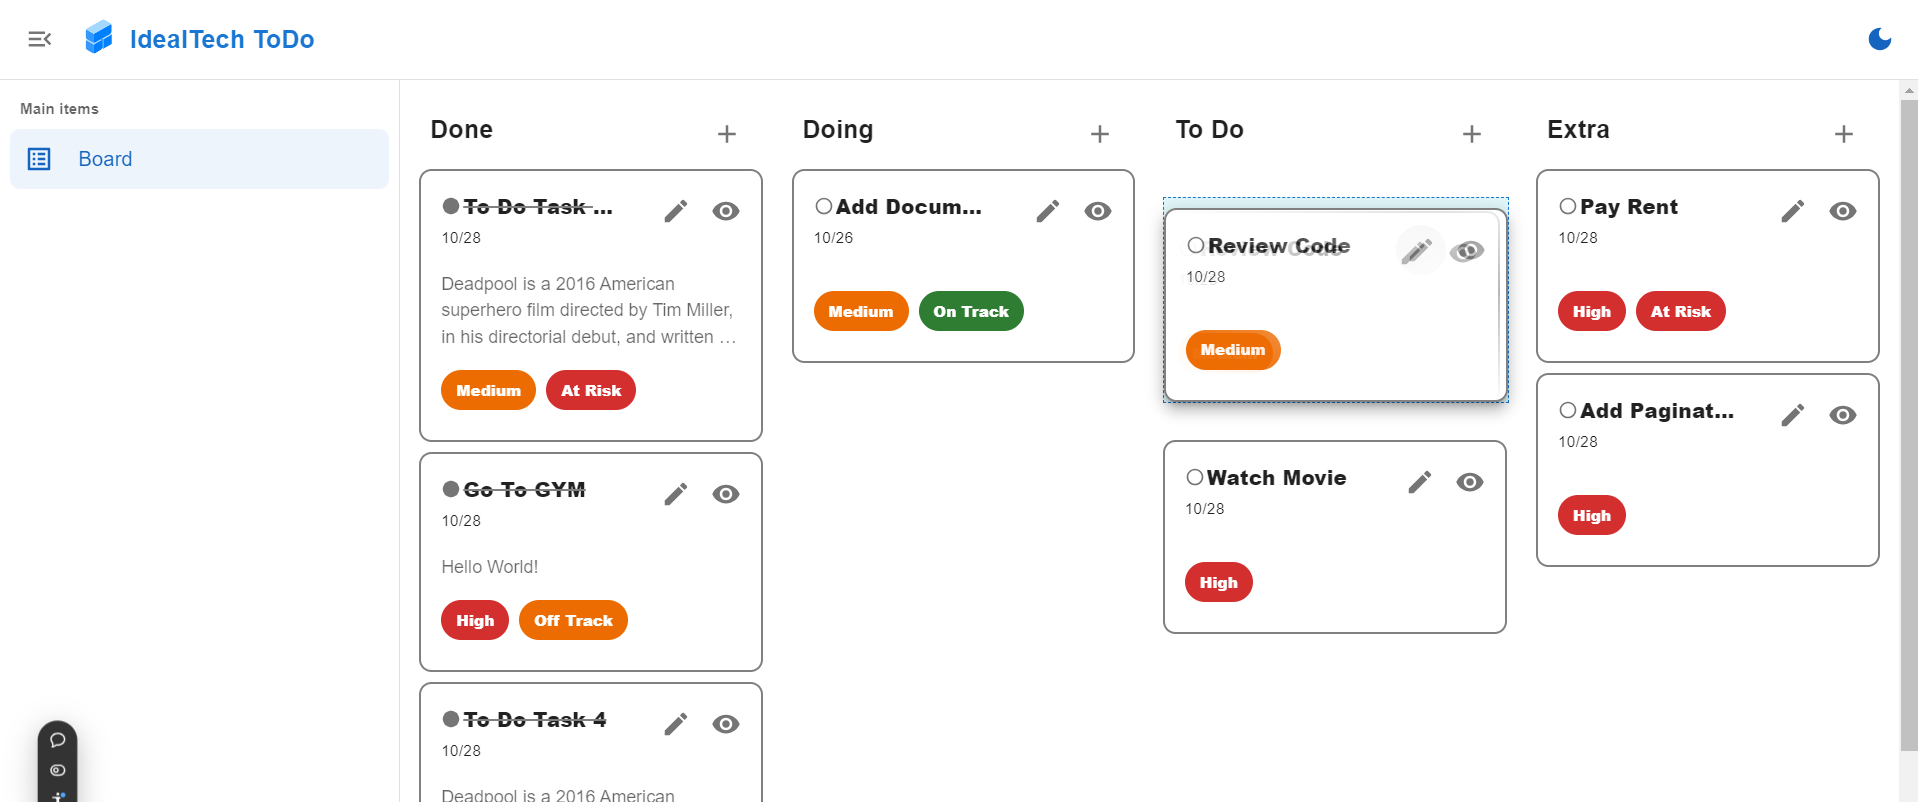 IdealTech ToDo
Main items
Board
Done
To Do Task ...
10/28
Deadpool is a 2016 American
superhero film directed by Tim Miller,
in his directorial debut, and written ...
Medium
At Risk
Go To GYM
10/28
Hello World!
High
Off Track
To Do Task 4
10/28
Deadpool is a 2016 American
Doing
Add Docum...
10/26
Medium
On Track
To Do
Review Code
10/28
Medium
Watch Movie
10/28
High
Extra
Pay Rent
10/28
High
At Risk
Add Paginat...
10/28
High